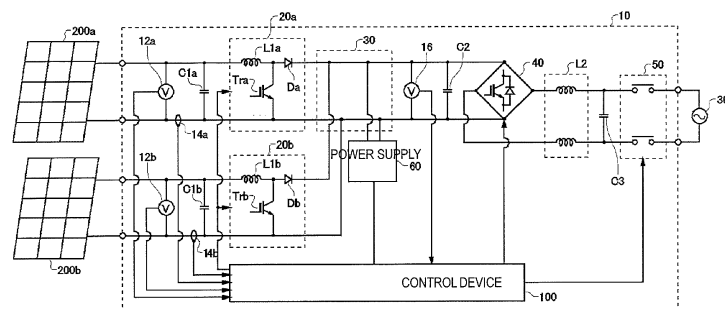 10
20a
200a
30
12a
L1a
16
C2
40
L2
50
C1a
Tra
Da
14a
20b
POWER SUPPLY
60
12b
L1b
C3
C1b
Trb
Db
14b
200b
CONTROL DEVICE
100